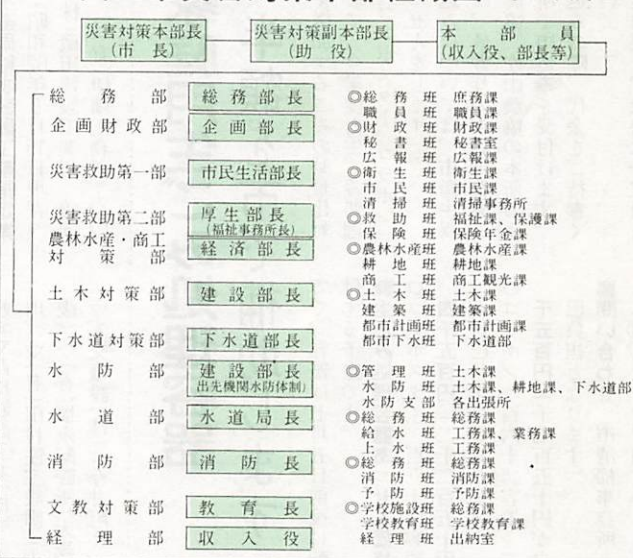 災害対策本部長 災害対策副本部長 本部員
(市長) (助役) (収入役、部長等)
総務部 総務部長 ◎総務班 庶務課
職員班 職員課
企画財政部 企画部長 ◎財政班 財政課
秘書班 秘書室
広報班 広報課
災害救助第一部 市民生活部長 ◎衛生班 衛生課
市民班 市民課
清掃班 清掃事務所
災害救助第二部 厚生部長 ◎救助班 福祉課、保護課
(福祉事務所長) 保険班 保険年金課
農林水産・商工 経済部長 ◎農林水産班 農林水産課
対策部 耕地班 耕地課
商工班 商工観光課
土木対策部 建設部長 ◎土木班 土木課
建築班 建築課
都市計画班 都市計画課
下水道対策部 下水道部長 都市下水班 下水道部
水防部 建設部長 ◎管理班 土木課
(出先機関水防体制) 水防班 土木課、耕地課、下水道部
水防支部 各出張所
水道部 水道局長 ◎総務班 総務課
給水班 工務課、業務課
上水班 工務課
消防部 消防長 ◎総務班 総務課
消防班 消防課
予防班 予防課
文教対策部 教育長 ◎学校施設班 総務課
学校教育班 学校教育課
経理部 収入役 経理班 出納室